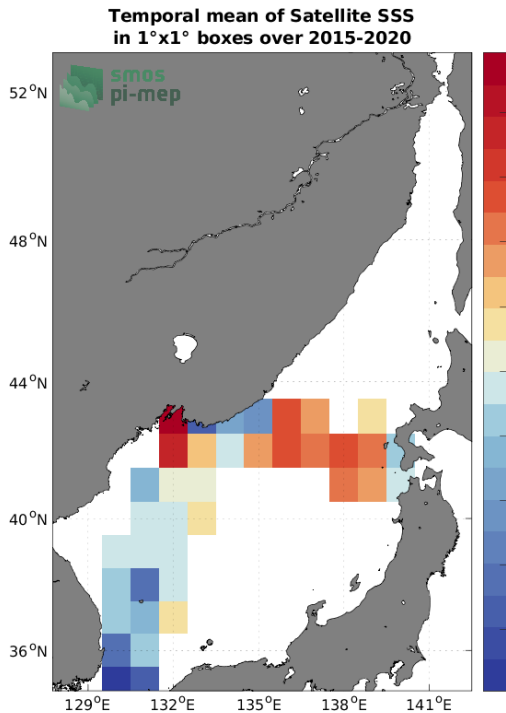 Temporal mean of Satellite SSS
in 1°x1° boxes over 2015-2020
smos
pi-mep
52°N
48°N
44°N
40°N
36°N
129°E 132°E 135°E 138°E 141°E